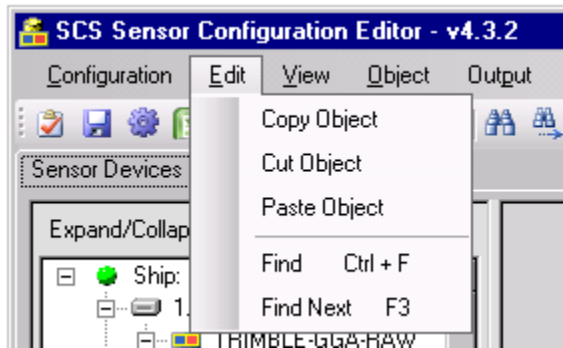 SCS Sensor Configuration Editor - v4.3.2
Configuration Edit View Object Output
Copy Object
Sensor Devices
Cut Object
Paste Object
Expand/Collap
Find Ctrl + F
Ship:
Find Next F3
1.
TRIMBLE-GGA-RAW